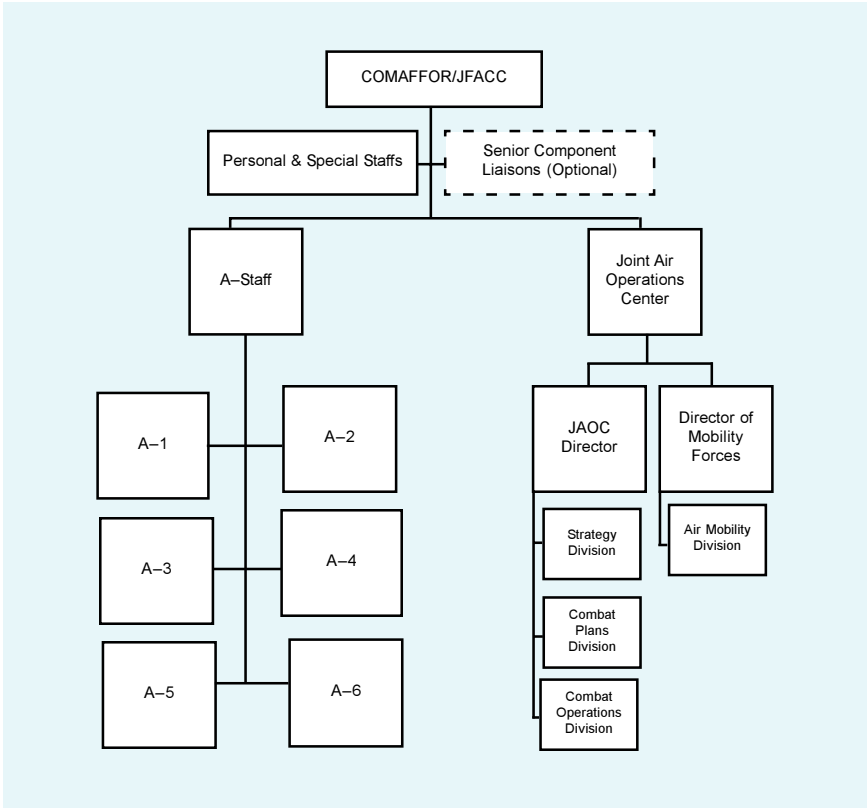 COMAFFOR/JFACC
Personal & Special Staffs
Senior Component
Liaisons (Optional)
A–Staff
Joint Air
Operations
Center
A–1
A–2
A–3
A–4
A–5
A–6
JAOC
Director
Director of
Mobility
Forces
Strategy
Division
Air Mobility
Division
Combat
Plans
Division
Combat
Operations
Division